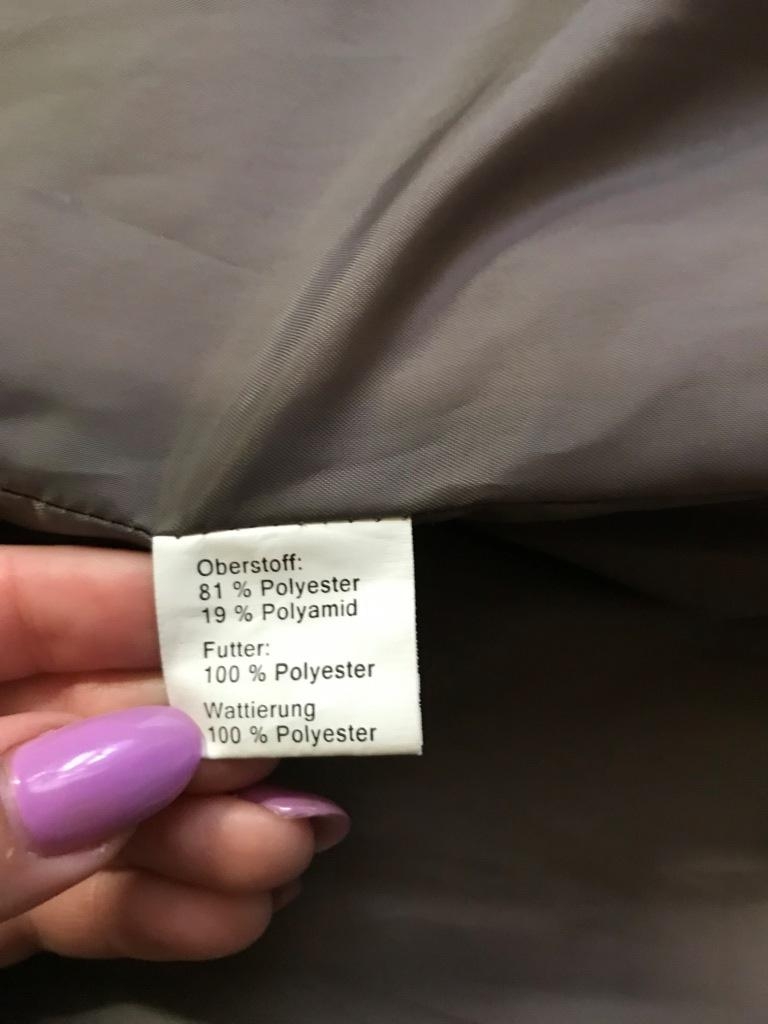 Oberstoff:
81 % Polyester
19 % Polyamid
Futter:
100 % Polyester
Wattierung
100 % Polyester